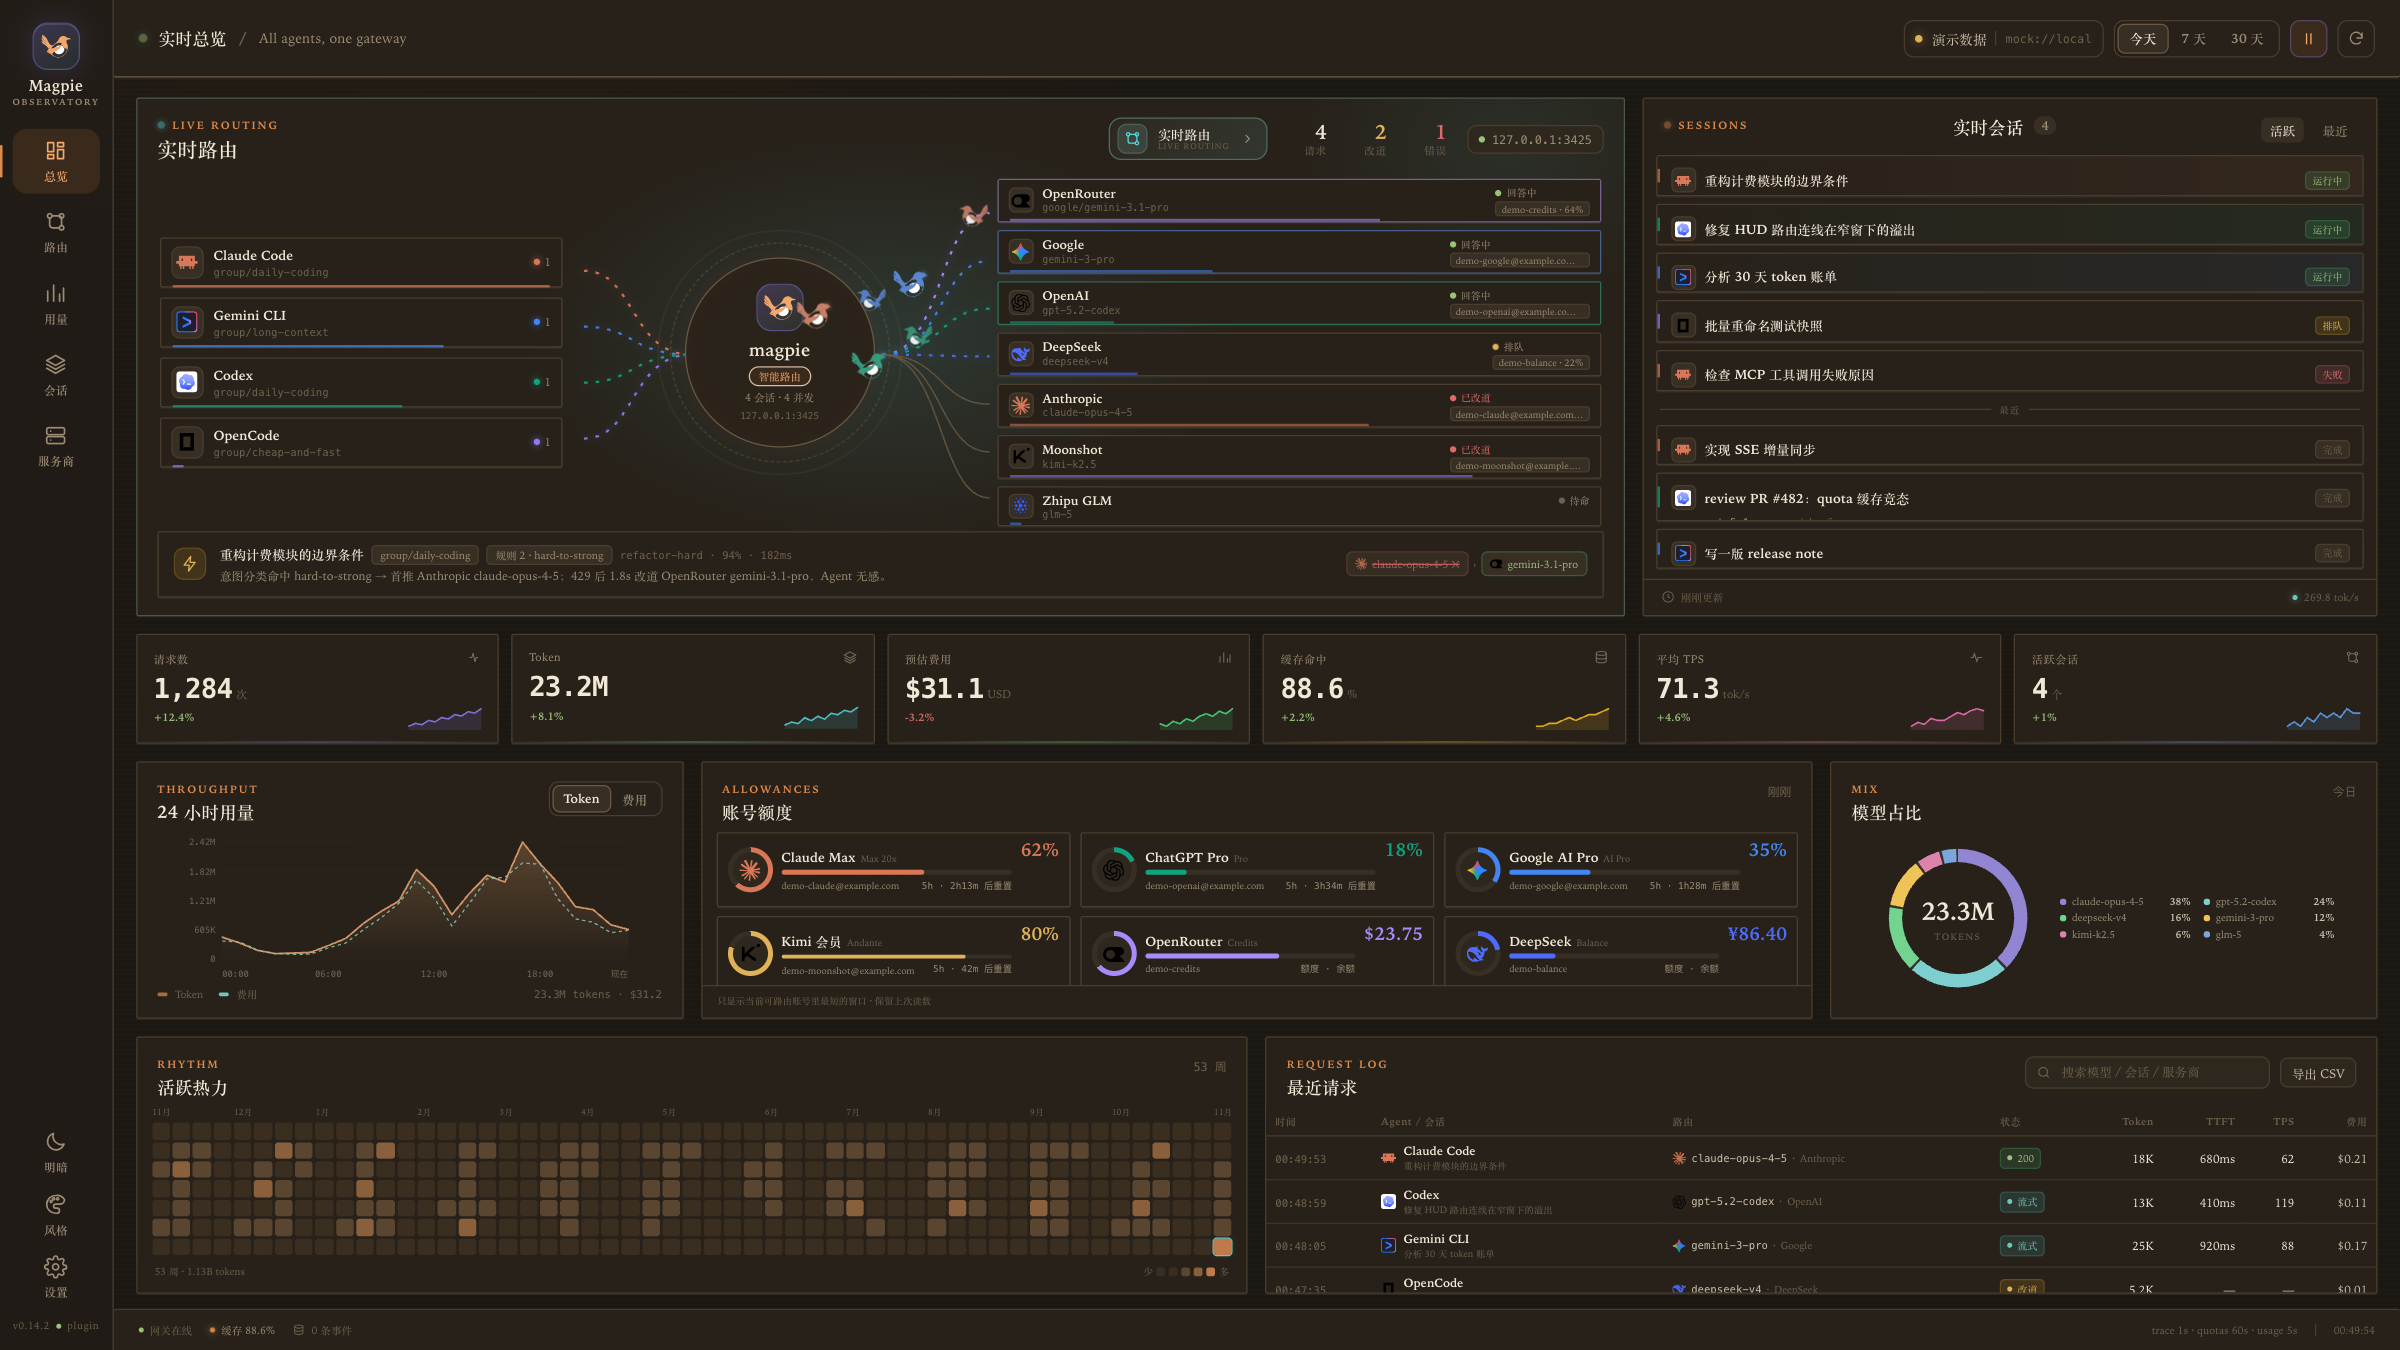 Magpie
OBSERVATORY
总览
路由
用量
会话
服务商
明暗
风格
设置
v0.14.2 plugin
实时总览 / All agents, one gateway
演示数据 mock://local
今天 7 天 30 天
LIVE ROUTING
实时路由
实时路由
LIVE ROUTING
4 请求
2 改道
1 错误
127.0.0.1:3425
Claude Code 1
group/daily-coding
Gemini CLI 1
group/long-context
Codex 1
group/daily-coding
OpenCode 1
group/cheap-and-fast
magpie
智能路由
4 会话 · 4 并发
127.0.0.1:3425
OpenRouter 回答中
google/gemini-3.1-pro demo-credits · 64%
Google 回答中
gemini-3-pro demo-google@example.co...
OpenAI 回答中
gpt-5.2-codex demo-openai@example.co...
DeepSeek 排队
deepseek-v4 demo-balance · 22%
Anthropic 已改道
claude-opus-4-5 demo-claude@example.com...
Moonshot 已改道
kimi-k2.5 demo-moonshot@example....
Zhipu GLM 待命
glm-5
重构计费模块的边界条件 group/daily-coding 规则 2 · hard-to-strong refactor-hard · 94% · 182ms
意图分类命中 hard-to-strong → 首推 Anthropic claude-opus-4-5；429 后 1.8s 改道 OpenRouter gemini-3.1-pro，Agent 无感。
claude-opus-4-5 ✕ › gemini-3.1-pro
SESSIONS
实时会话 4
活跃 最近
重构计费模块的边界条件 运行中
修复 HUD 路由连线在窄窗下的溢出 运行中
分析 30 天 token 账单 运行中
批量重命名测试快照 排队
检查 MCP 工具调用失败原因 失败
最近
实现 SSE 增量同步 完成
review PR #482：quota 缓存竞态 完成
写一版 release note 完成
刚刚更新 269.8 tok/s
请求数
1,284 次
+12.4%
Token
23.2M
+8.1%
预估费用
$31.1 USD
-3.2%
缓存命中
88.6 %
+2.2%
平均 TPS
71.3 tok/s
+4.6%
活跃会话
4 个
+1%
THROUGHPUT
24 小时用量
Token 费用
2.42M
1.82M
1.21M
605K
0
00:00 06:00 12:00 18:00 现在
Token 费用 23.3M tokens · $31.2
ALLOWANCES
账号额度
刚刚
Claude Max Max 20x 62%
demo-claude@example.com 5h · 2h13m 后重置
ChatGPT Pro Pro 18%
demo-openai@example.com 5h · 3h34m 后重置
Google AI Pro AI Pro 35%
demo-google@example.com 5h · 1h28m 后重置
Kimi 会员 Andante 80%
demo-moonshot@example.com 5h · 42m 后重置
OpenRouter Credits $23.75
demo-credits 额度 · 余额
DeepSeek Balance ¥86.40
demo-balance 额度 · 余额
只显示当前可路由账号里最短的窗口 · 保留上次读数
MIX
模型占比
今日
23.3M
TOKENS
claude-opus-4-5 38% gpt-5.2-codex 24%
deepseek-v4 16% gemini-3-pro 12%
kimi-k2.5 6% glm-5 4%
RHYTHM
活跃热力
53 周
11月 12月 1月 2月 3月 4月 5月 6月 7月 8月 9月 10月 11月
53 周 · 1.13B tokens
少 多
REQUEST LOG
最近请求
搜索模型 / 会话 / 服务商
导出 CSV
时间 Agent / 会话 路由 状态 Token TTFT TPS 费用
00:49:53 Claude Code claude-opus-4-5 · Anthropic 200 18K 680ms 62 $0.21
重构计费模块的边界条件
00:48:59 Codex gpt-5.2-codex · OpenAI 流式 13K 410ms 119 $0.11
修复 HUD 路由连线在窄窗下的溢出
00:48:05 Gemini CLI gemini-3-pro · Google 流式 25K 920ms 88 $0.17
分析 30 天 token 账单
00:47:35 OpenCode deepseek-v4 · DeepSeek 改道 5.2K — — $0.01
网关在线 缓存 88.6% 0 条事件
trace 1s · quotas 60s · usage 5s 00:49:54